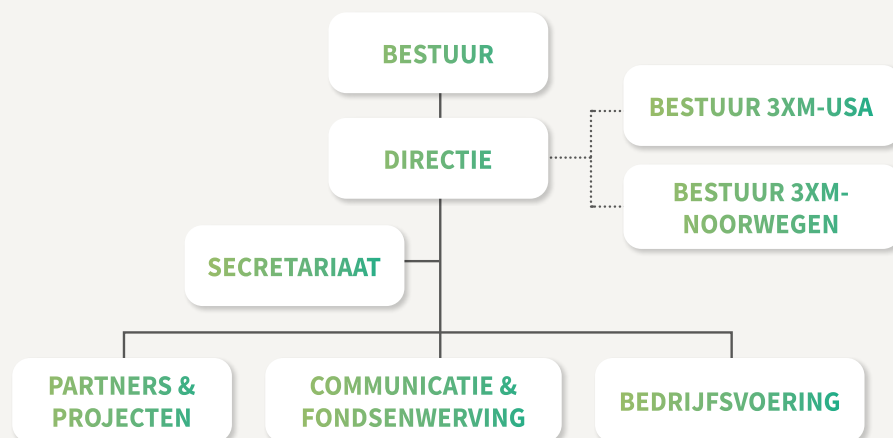 BESTUUR
DIRECTIE
BESTUUR 3XM-USA
BESTUUR 3XM-
NOORWEGEN
SECRETARIAAT
PARTNERS &
PROJECTEN
COMMUNICATIE &
FONDSENWERVING
BEDRIJFSVOERING